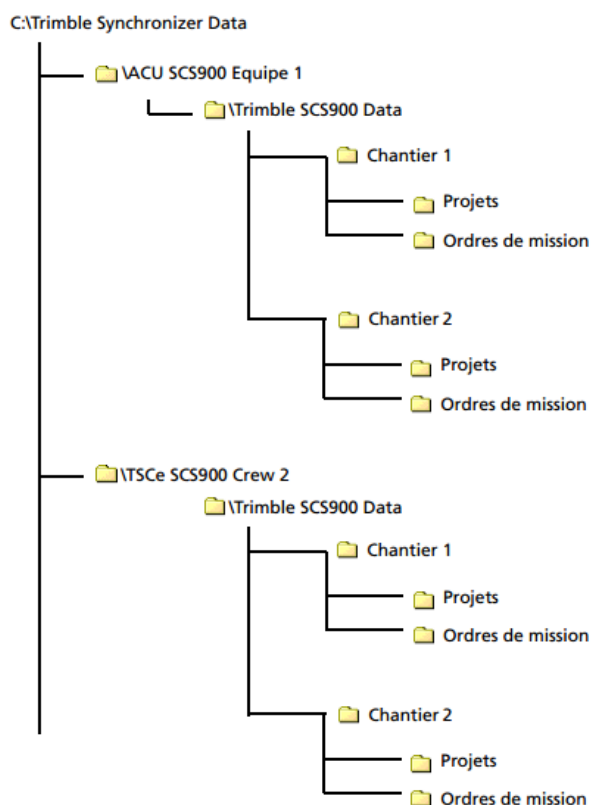 C:\Trimble Synchronizer Data
\ACU SCS900 Equipe 1
\Trimble SCS900 Data
Chantier 1
Projets
Ordres de mission
Chantier 2
Projets
Ordres de mission
\TSCe SCS900 Crew 2
\Trimble SCS900 Data
Chantier 1
Projets
Ordres de mission
Chantier 2
Projets
Ordres de mission